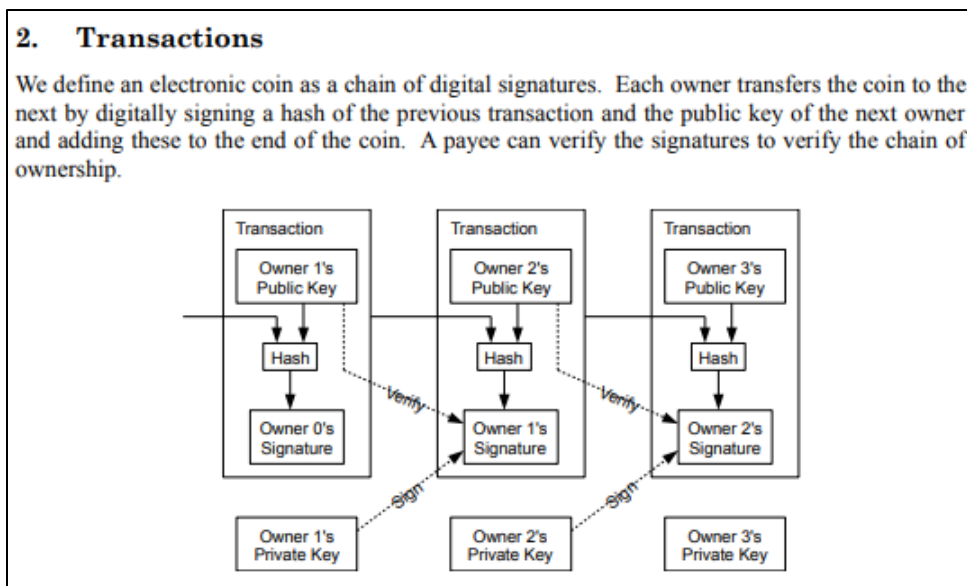 2. Transactions
We define an electronic coin as a chain of digital signatures. Each owner transfers the coin to the
next by digitally signing a hash of the previous transaction and the public key of the next owner
and adding these to the end of the coin. A payee can verify the signatures to verify the chain of
ownership.
Transaction
Owner 1's
Public Key
Hash
Owner 0's
Signature
Transaction
Owner 2's
Public Key
Hash
Verify
Owner 1's
Signature
Transaction
Owner 3's
Public Key
Hash
Verify
Owner 2's
Signature
Sign
Sign
Owner 1's
Private Key
Owner 2's
Private Key
Owner 3's
Private Key